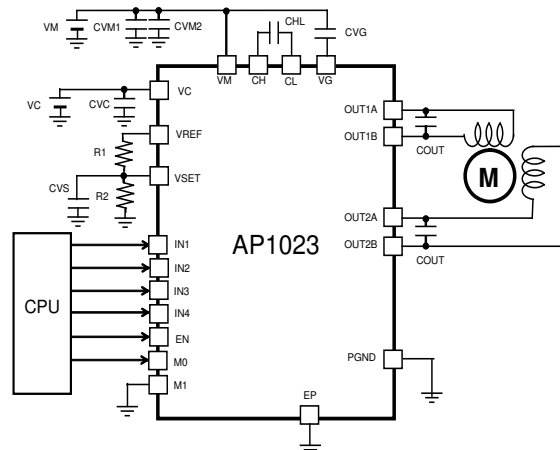 CHL
VM
CVM1
CVM2
CVG
VM
CH
CL
VG
VC
CVC
VC
OUT1A
VREF
OUT1B
R1
COUT
VSET
M
CVS
R2
OUT2A
IN1
AP1023
OUT2B
IN2
COUT
IN3
CPU
IN4
EN
M0
PGND
M1
EP